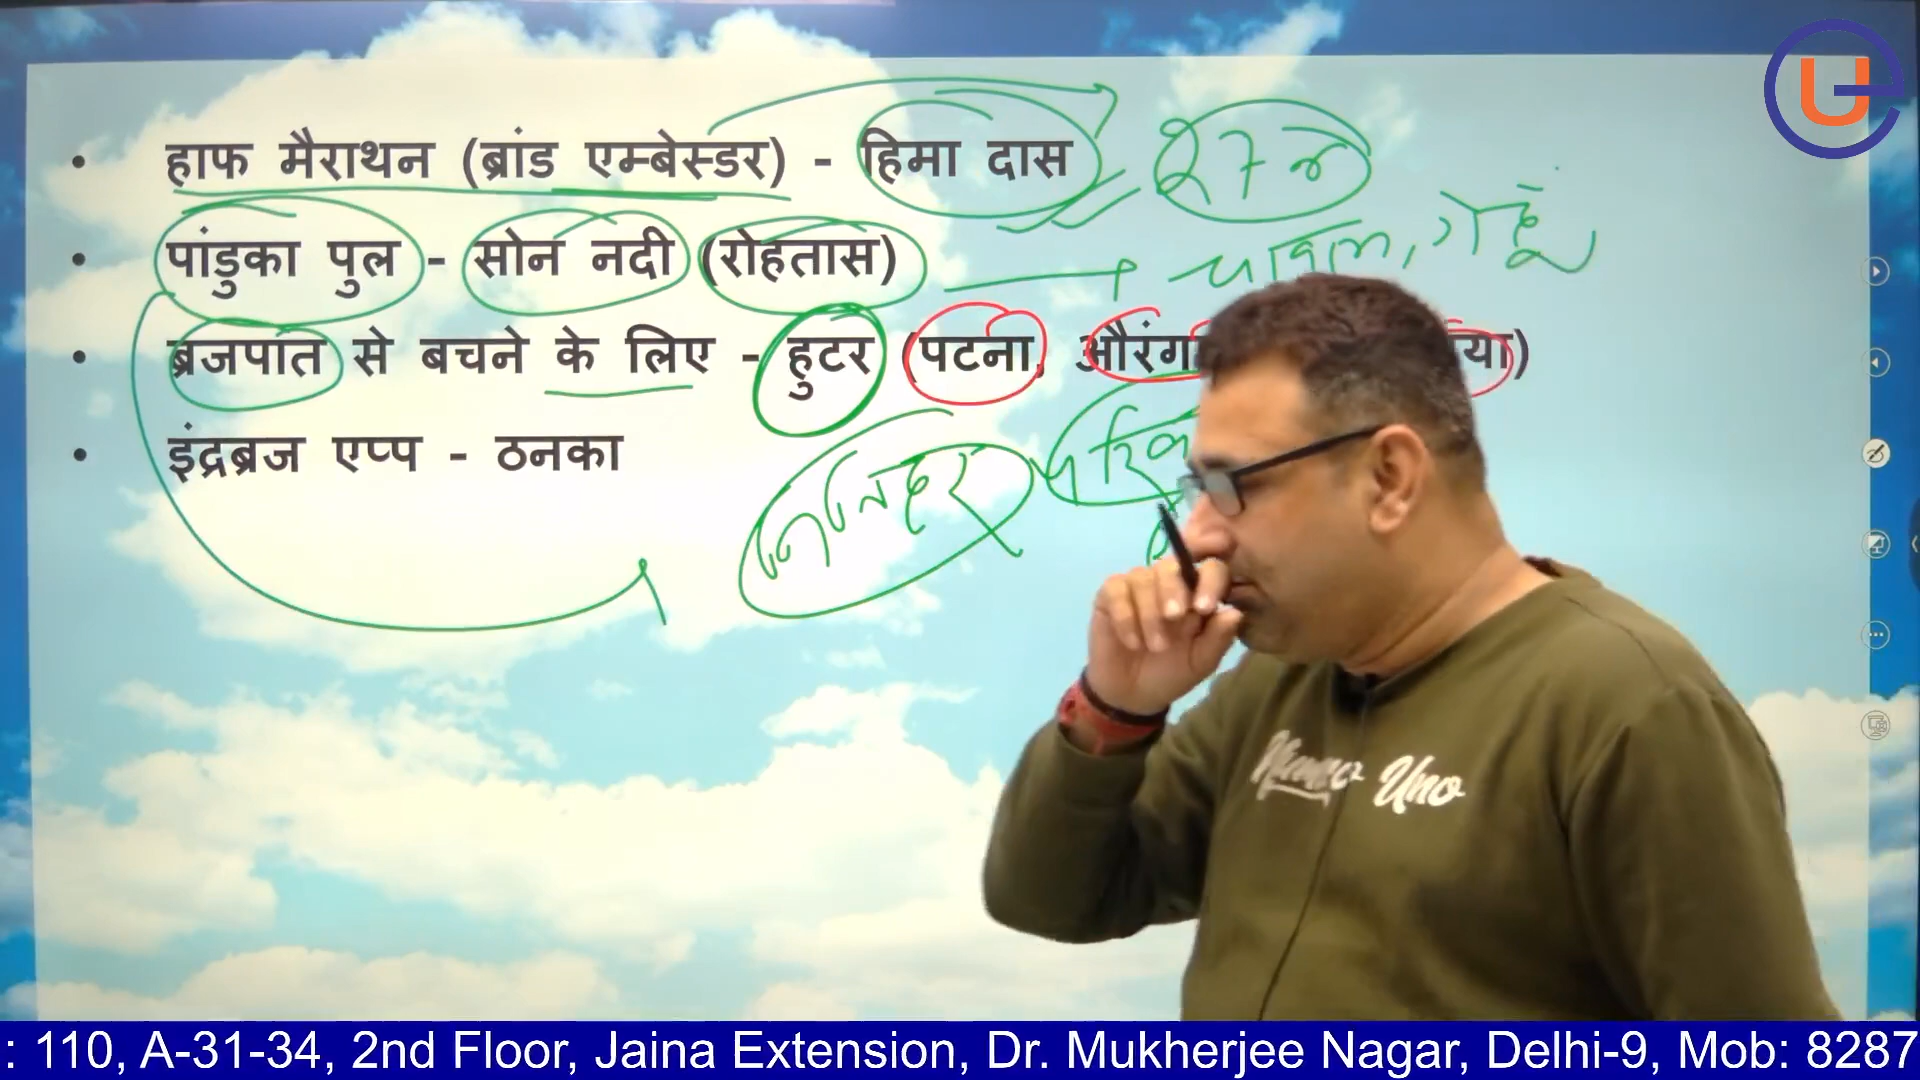 • हाफ मैराथन (ब्रांड एम्बेस्डर) - हिमा दास
• पांडुका पुल - सोन नदी (रोहतास)
चावल, गेहूँ
• ब्रजपात से बचने के लिए - हुटर (पटना, औरंग या)
• इंद्रब्रज एप्प - ठनका
Uno
: 110, A-31-34, 2nd Floor, Jaina Extension, Dr. Mukherjee Nagar, Delhi-9, Mob: 8287